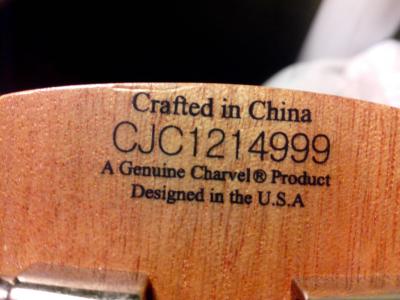 Crafted in China
CJC1214999
A Genuine Charvel® Product
Designed in the U.S.A